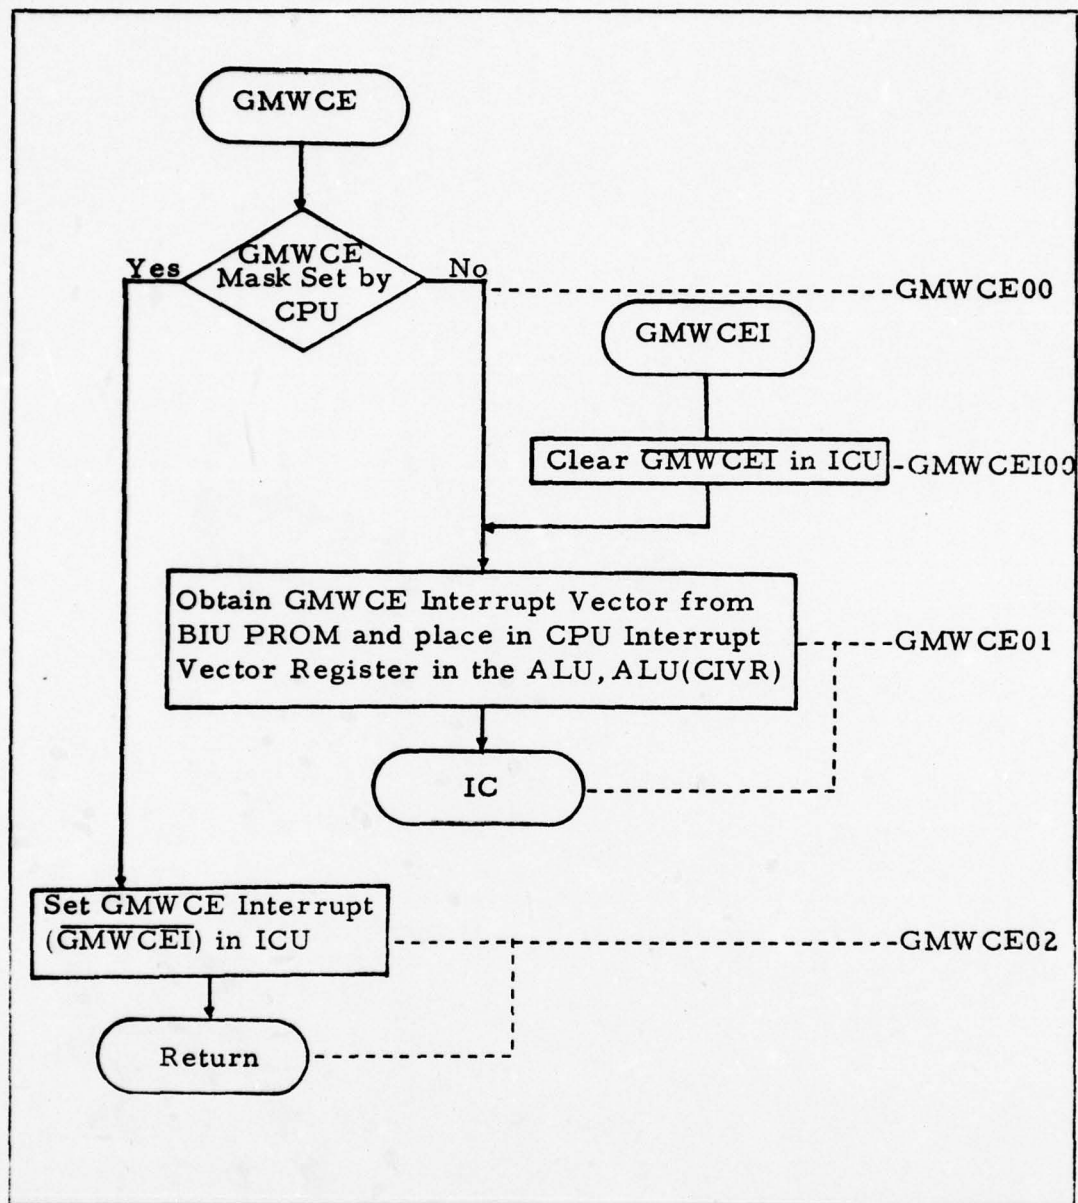 GMWCE
GMWCE
Mask Set by
CPU
Yes
No
GMWCE00
GMWCEI
Clear G̅M̅W̅C̅E̅I̅ in ICU
GMWCEI00
Obtain GMWCE Interrupt Vector from
BIU PROM and place in CPU Interrupt
Vector Register in the ALU, ALU(CIVR)
GMWCE01
IC
Set GMWCE Interrupt
(G̅M̅W̅C̅E̅I̅) in ICU
GMWCE02
Return